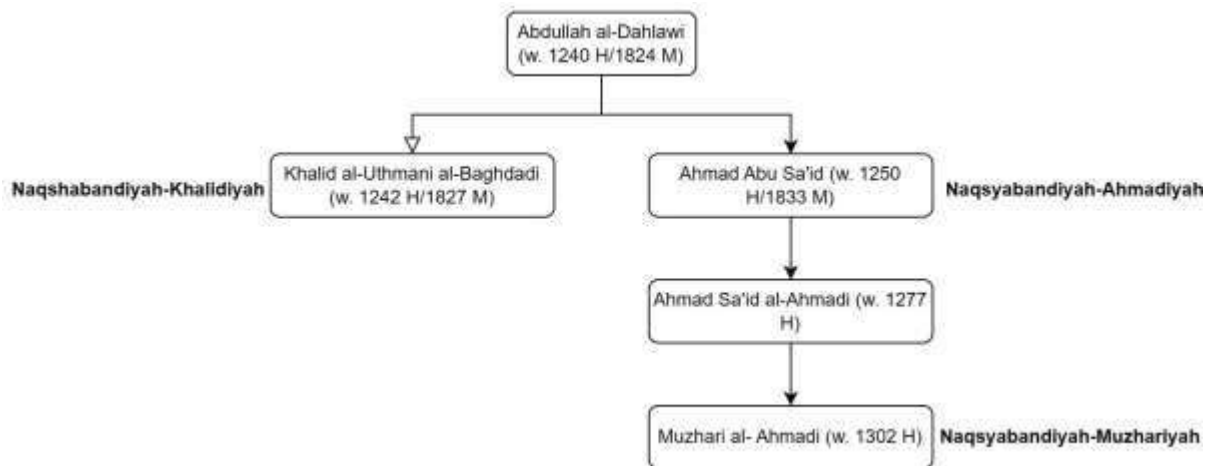 Abdullah al-Dahlawi
(w. 1240 H/1824 M)
Naqshabandiyah-Khalidiyah
Khalid al-Uthmani al-Baghdadi
(w. 1242 H/1827 M)
Ahmad Abu Sa'id (w. 1250
H/1833 M)
Naqsyabandiyah-Ahmadiyah
Ahmad Sa'id al-Ahmadi (w. 1277
H)
Muzhari al- Ahmadi (w. 1302 H)
Naqsyabandiyah-Muzhariyah